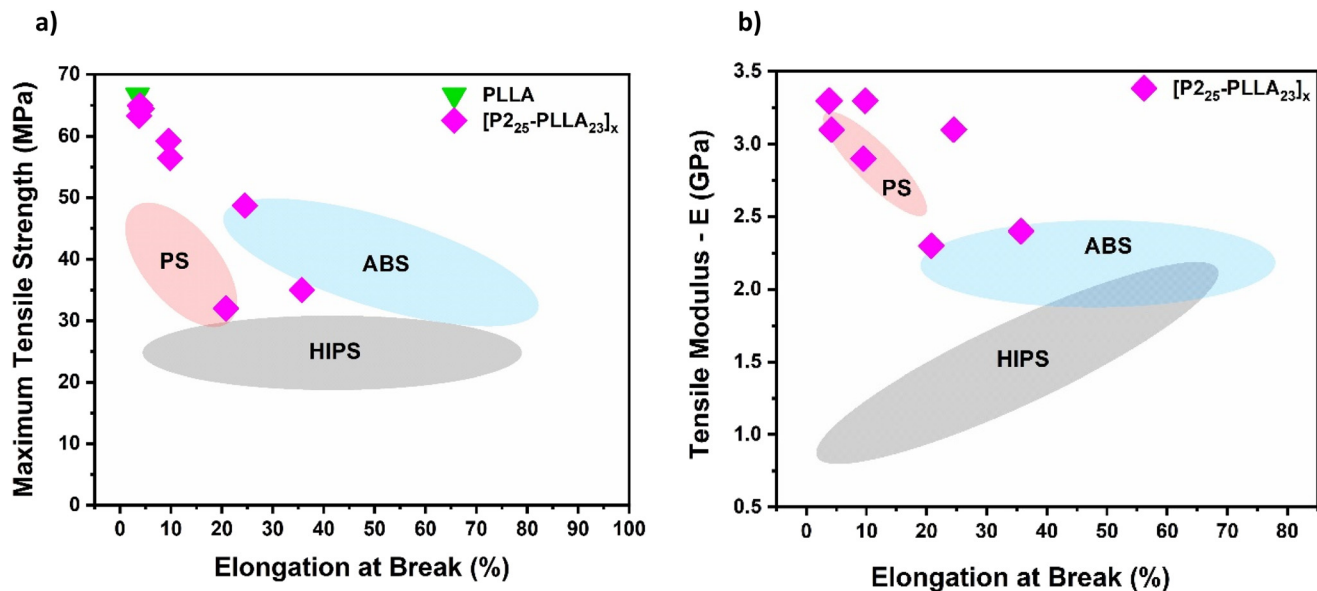 a)
Maximum Tensile Strength (MPa)
70
60
50
40
30
20
10
0
PLLA
[P2₂₅-PLLA₂₃]ₓ
PS
ABS
HIPS
0 10 20 30 40 50 60 70 80 90 100
Elongation at Break (%)
b)
Tensile Modulus - E (GPa)
3.5
3.0
2.5
2.0
1.5
1.0
0.5
[P2₂₅-PLLA₂₃]ₓ
PS
ABS
HIPS
0 10 20 30 40 50 60 70 80
Elongation at Break (%)